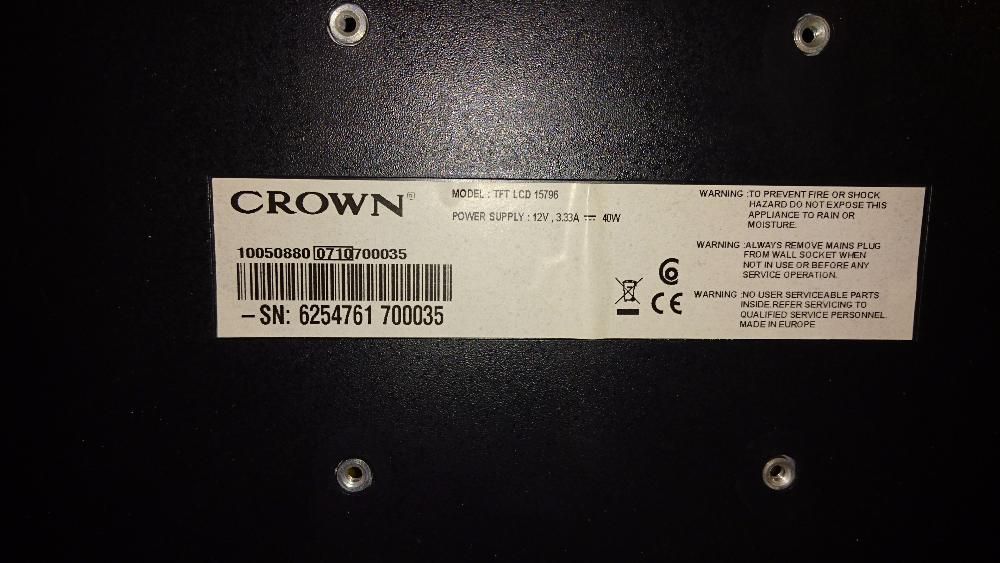 CROWN®
MODEL : TFT LCD 15796
POWER SUPPLY : 12V , 3.33A ⎓ 40W
10050880 0710700035
–SN: 6254761 700035
CE
WARNING :TO PREVENT FIRE OR SHOCK
HAZARD DO NOT EXPOSE THIS
APPLIANCE TO RAIN OR
MOISTURE.
WARNING :ALWAYS REMOVE MAINS PLUG
FROM WALL SOCKET WHEN
NOT IN USE OR BEFORE ANY
SERVICE OPERATION.
WARNING :NO USER SERVICEABLE PARTS
INSIDE,REFER SERVICING TO
QUALIFIED SERVICE PERSONNEL.
MADE IN EUROPE